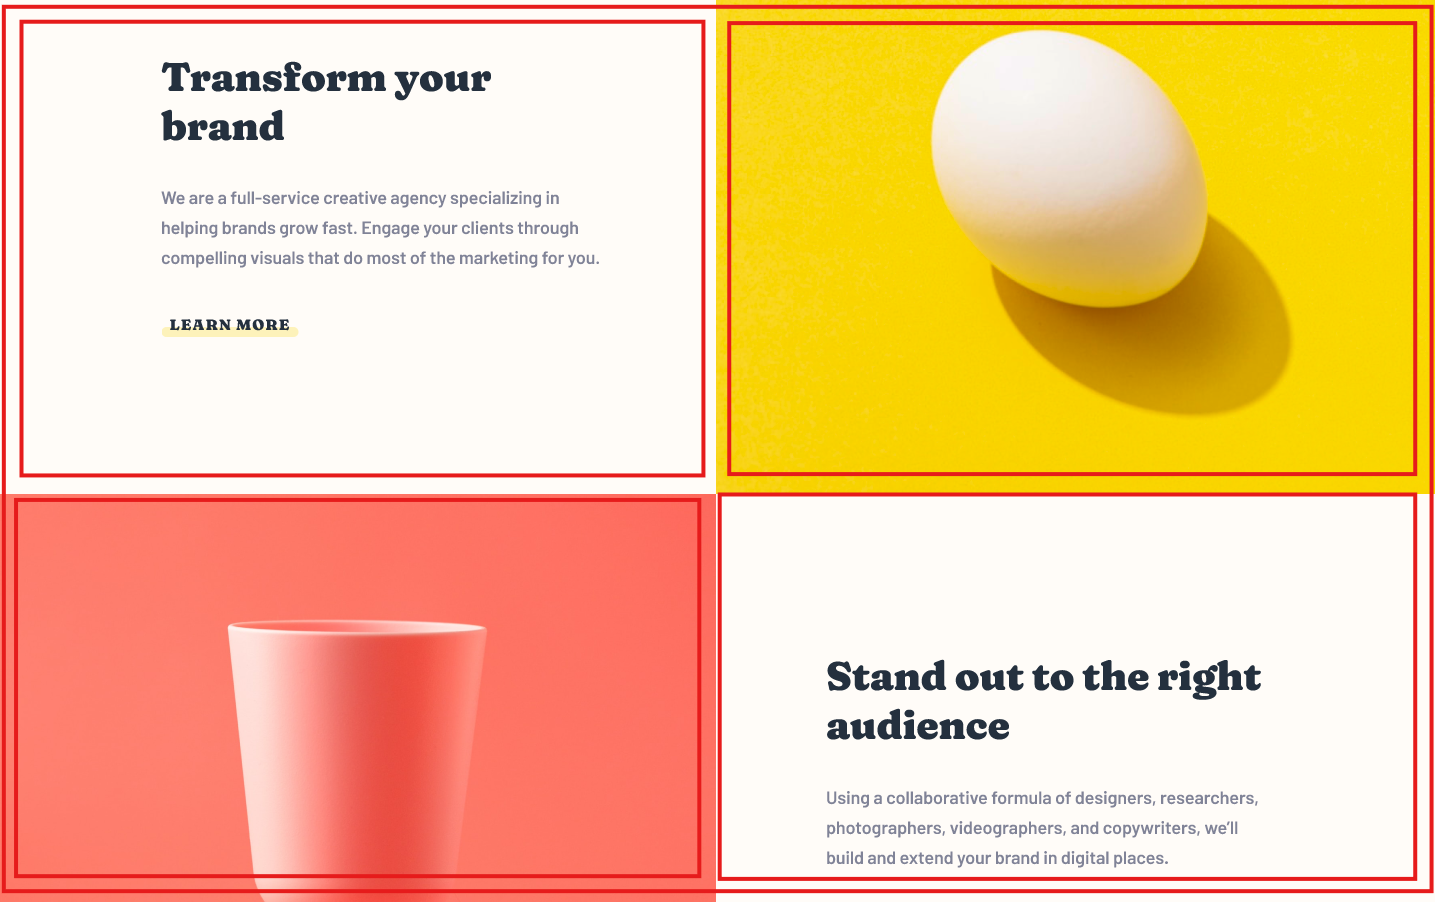 Transform your
brand
We are a full-service creative agency specializing in
helping brands grow fast. Engage your clients through
compelling visuals that do most of the marketing for you.
LEARN MORE
Stand out to the right
audience
Using a collaborative formula of designers, researchers,
photographers, videographers, and copywriters, we’ll
build and extend your brand in digital places.